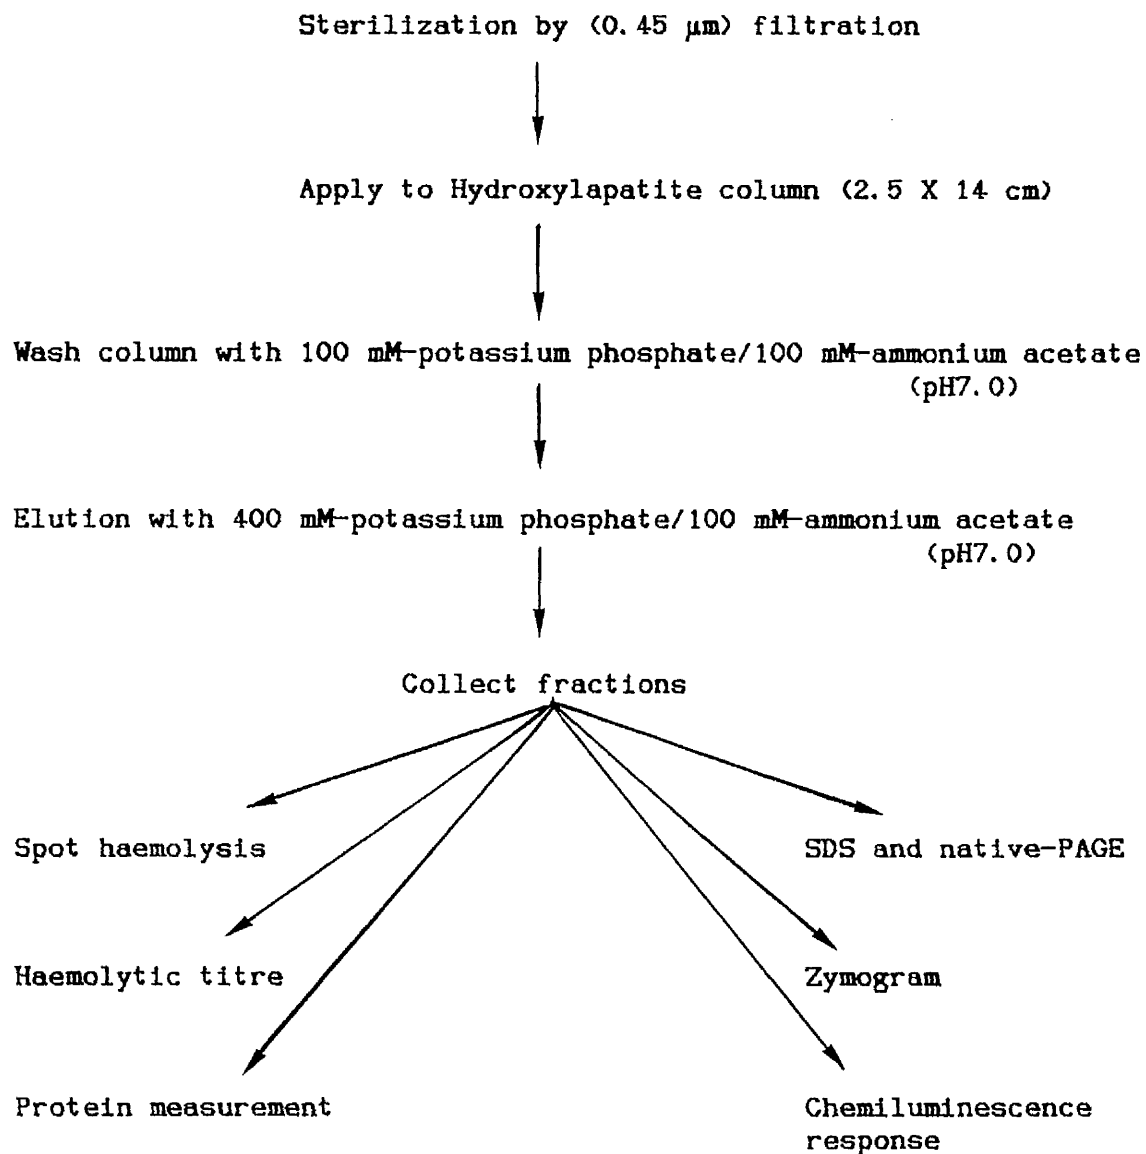 Sterilization by (0.45 µm) filtration
Apply to Hydroxylapatite column (2.5 X 14 cm)
Wash column with 100 mM-potassium phosphate/100 mM-ammonium acetate
(pH7.0)
Elution with 400 mM-potassium phosphate/100 mM-ammonium acetate
(pH7.0)
Collect fractions
Spot haemolysis
SDS and native-PAGE
Haemolytic titre
Zymogram
Protein measurement
Chemiluminescence
response